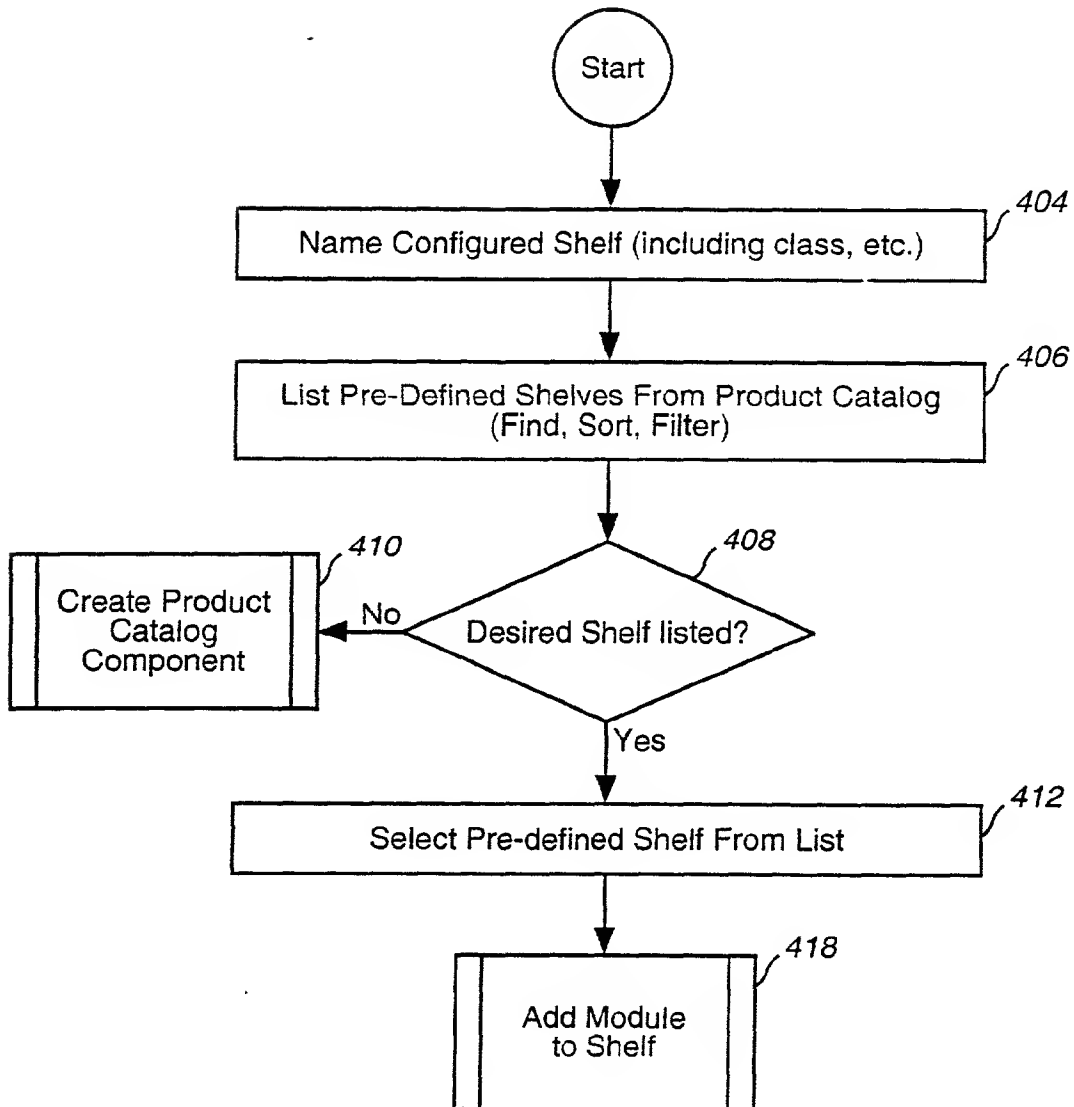 Start
404
Name Configured Shelf (including class, etc.)
406
List Pre-Defined Shelves From Product Catalog
(Find, Sort, Filter)
410
408
Create Product
Catalog
Component
No
Desired Shelf listed?
Yes
412
Select Pre-defined Shelf From List
418
Add Module
to Shelf